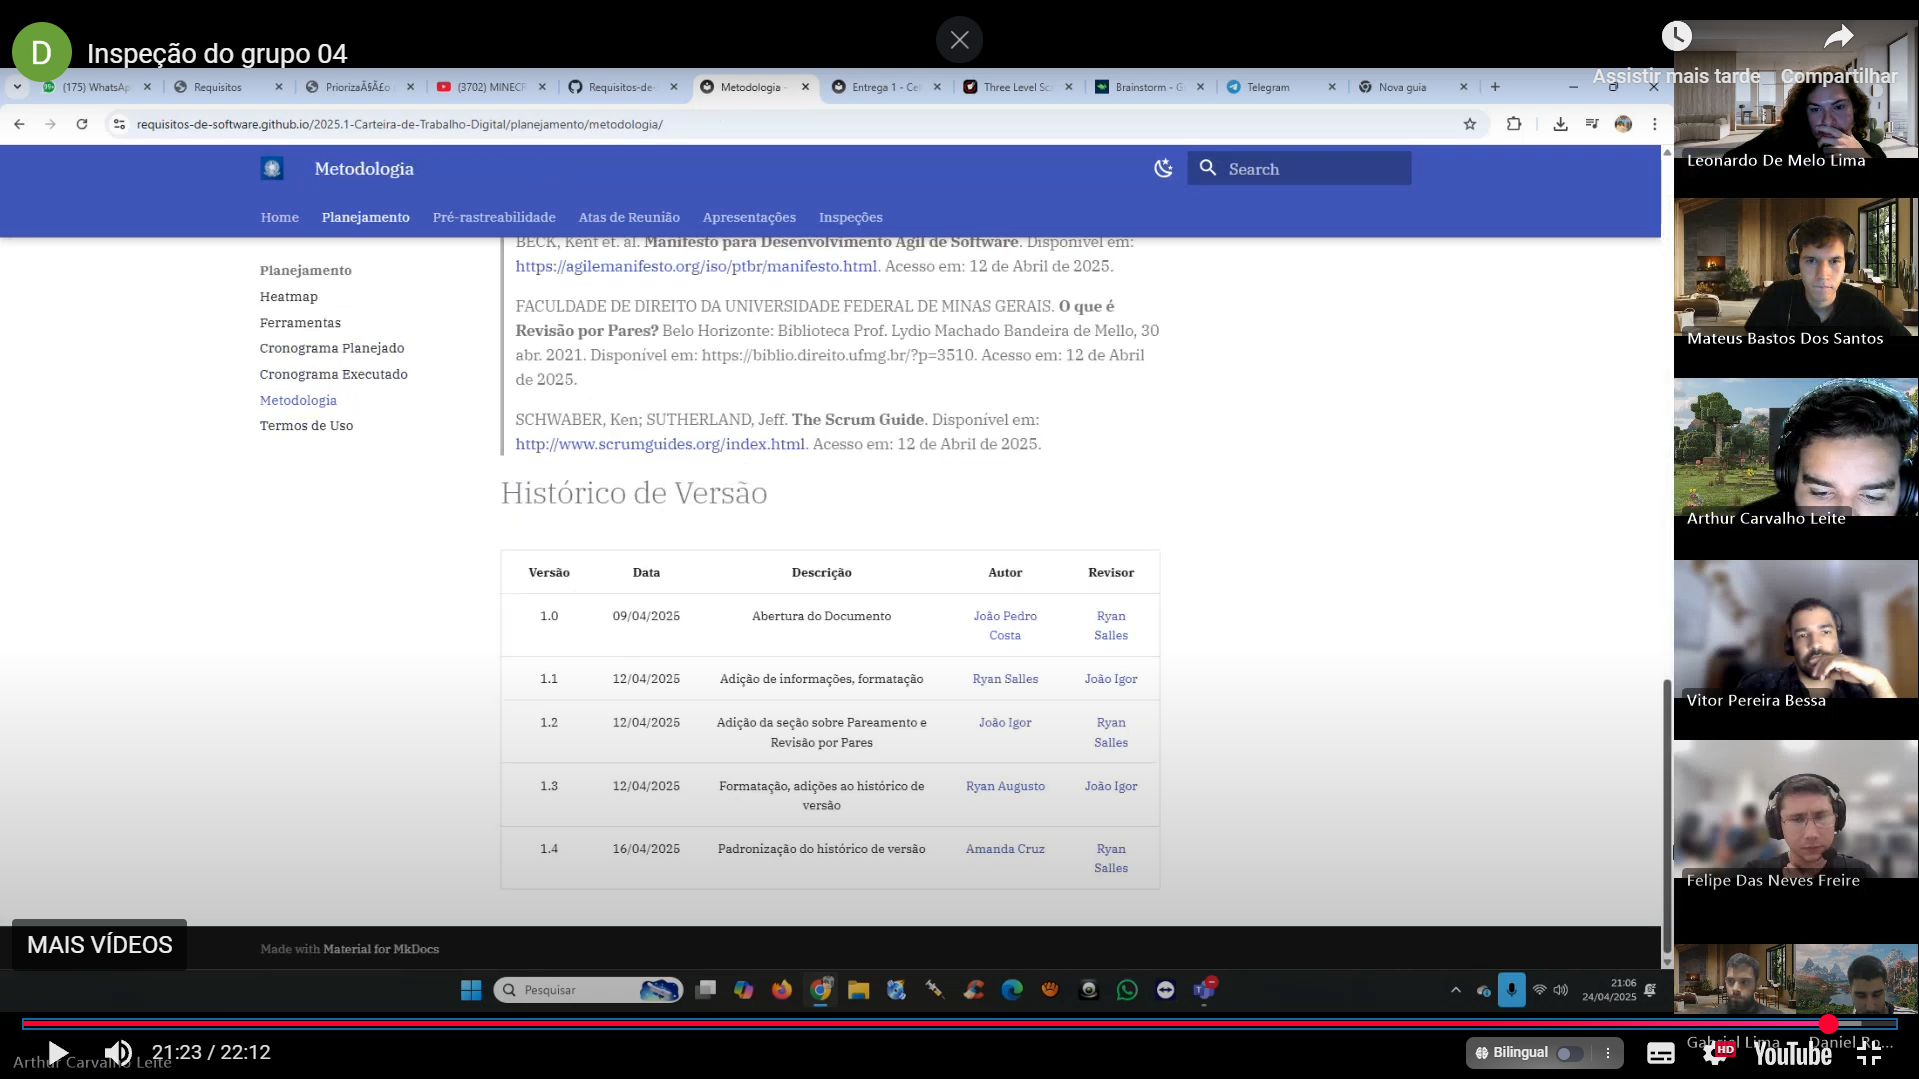 D
Inspeção do grupo 04
Assistir mais tarde
Compartilhar
(175) WhatsAp
Requisitos
PriorizaÃ§Ã£o
(3702) MINECR
Requisitos-de-
Metodologia -
Entrega 1 - Cel
Three Level Sca
Brainstorm - G
Telegram
Nova guia
requisitos-de-software.github.io/2025.1-Carteira-de-Trabalho-Digital/planejamento/metodologia/
Metodologia
Search
Home
Planejamento
Pré-rastreabilidade
Atas de Reunião
Apresentações
Inspeções
Planejamento
Heatmap
Ferramentas
Cronograma Planejado
Cronograma Executado
Metodologia
Termos de Uso
BECK, Kent et. al. Manifesto para Desenvolvimento Ágil de Software. Disponível em:
https://agilemanifesto.org/iso/ptbr/manifesto.html. Acesso em: 12 de Abril de 2025.
FACULDADE DE DIREITO DA UNIVERSIDADE FEDERAL DE MINAS GERAIS. O que é
Revisão por Pares? Belo Horizonte: Biblioteca Prof. Lydio Machado Bandeira de Mello, 30
abr. 2021. Disponível em: https://biblio.direito.ufmg.br/?p=3510. Acesso em: 12 de Abril
de 2025.
SCHWABER, Ken; SUTHERLAND, Jeff. The Scrum Guide. Disponível em:
http://www.scrumguides.org/index.html. Acesso em: 12 de Abril de 2025.
Histórico de Versão
Versão Data Descrição Autor Revisor
1.0 09/04/2025 Abertura do Documento João Pedro Costa Ryan Salles
1.1 12/04/2025 Adição de informações, formatação Ryan Salles João Igor
1.2 12/04/2025 Adição da seção sobre Pareamento e Revisão por Pares João Igor Ryan Salles
1.3 12/04/2025 Formatação, adições ao histórico de versão Ryan Augusto João Igor
1.4 16/04/2025 Padronização do histórico de versão Amanda Cruz Ryan Salles
Made with Material for MkDocs
MAIS VÍDEOS
Pesquisar
21:06
24/04/2025
Leonardo De Melo Lima
Mateus Bastos Dos Santos
Arthur Carvalho Leite
Vitor Pereira Bessa
Felipe Das Neves Freire
Gabriel Lima
Daniel Ro...
21:23 / 22:12
Arthur Carvalho Leite
Bilingual
HD
YouTube